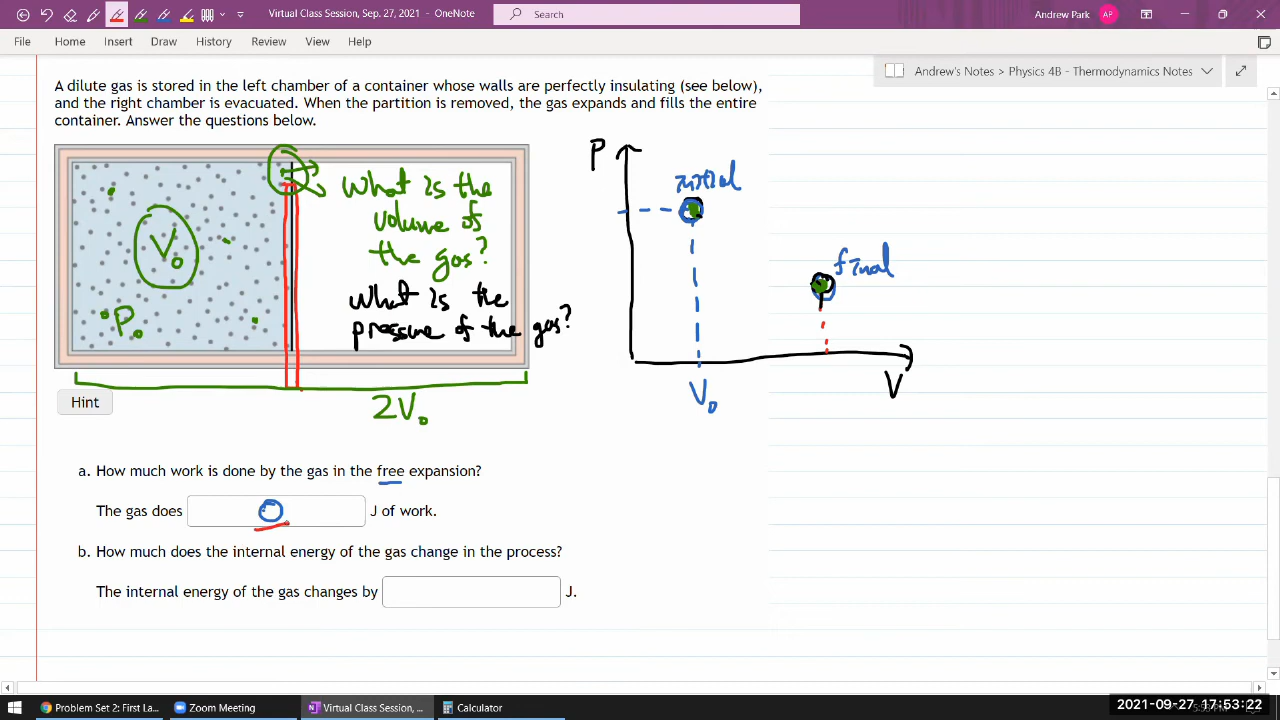 Virtual Class Session, Sep. 27, 2021 - OneNote
Search
Andrew Park
AP
File Home Insert Draw History Review View Help
Andrew's Notes > Physics 4B - Thermodynamics Notes
A dilute gas is stored in the left chamber of a container whose walls are perfectly insulating (see below),
and the right chamber is evacuated. When the partition is removed, the gas expands and fills the entire
container. Answer the questions below.
V₀
P₀
What is the
volume of
the gas?
What is the
pressure of the gas?
2V₀
P
initial
final
V₀
V
Hint
a. How much work is done by the gas in the free expansion?
The gas does 0 J of work.
b. How much does the internal energy of the gas change in the process?
The internal energy of the gas changes by J.
Problem Set 2: First La...
Zoom Meeting
Virtual Class Session, ...
Calculator
2021-09-27 17:53:22